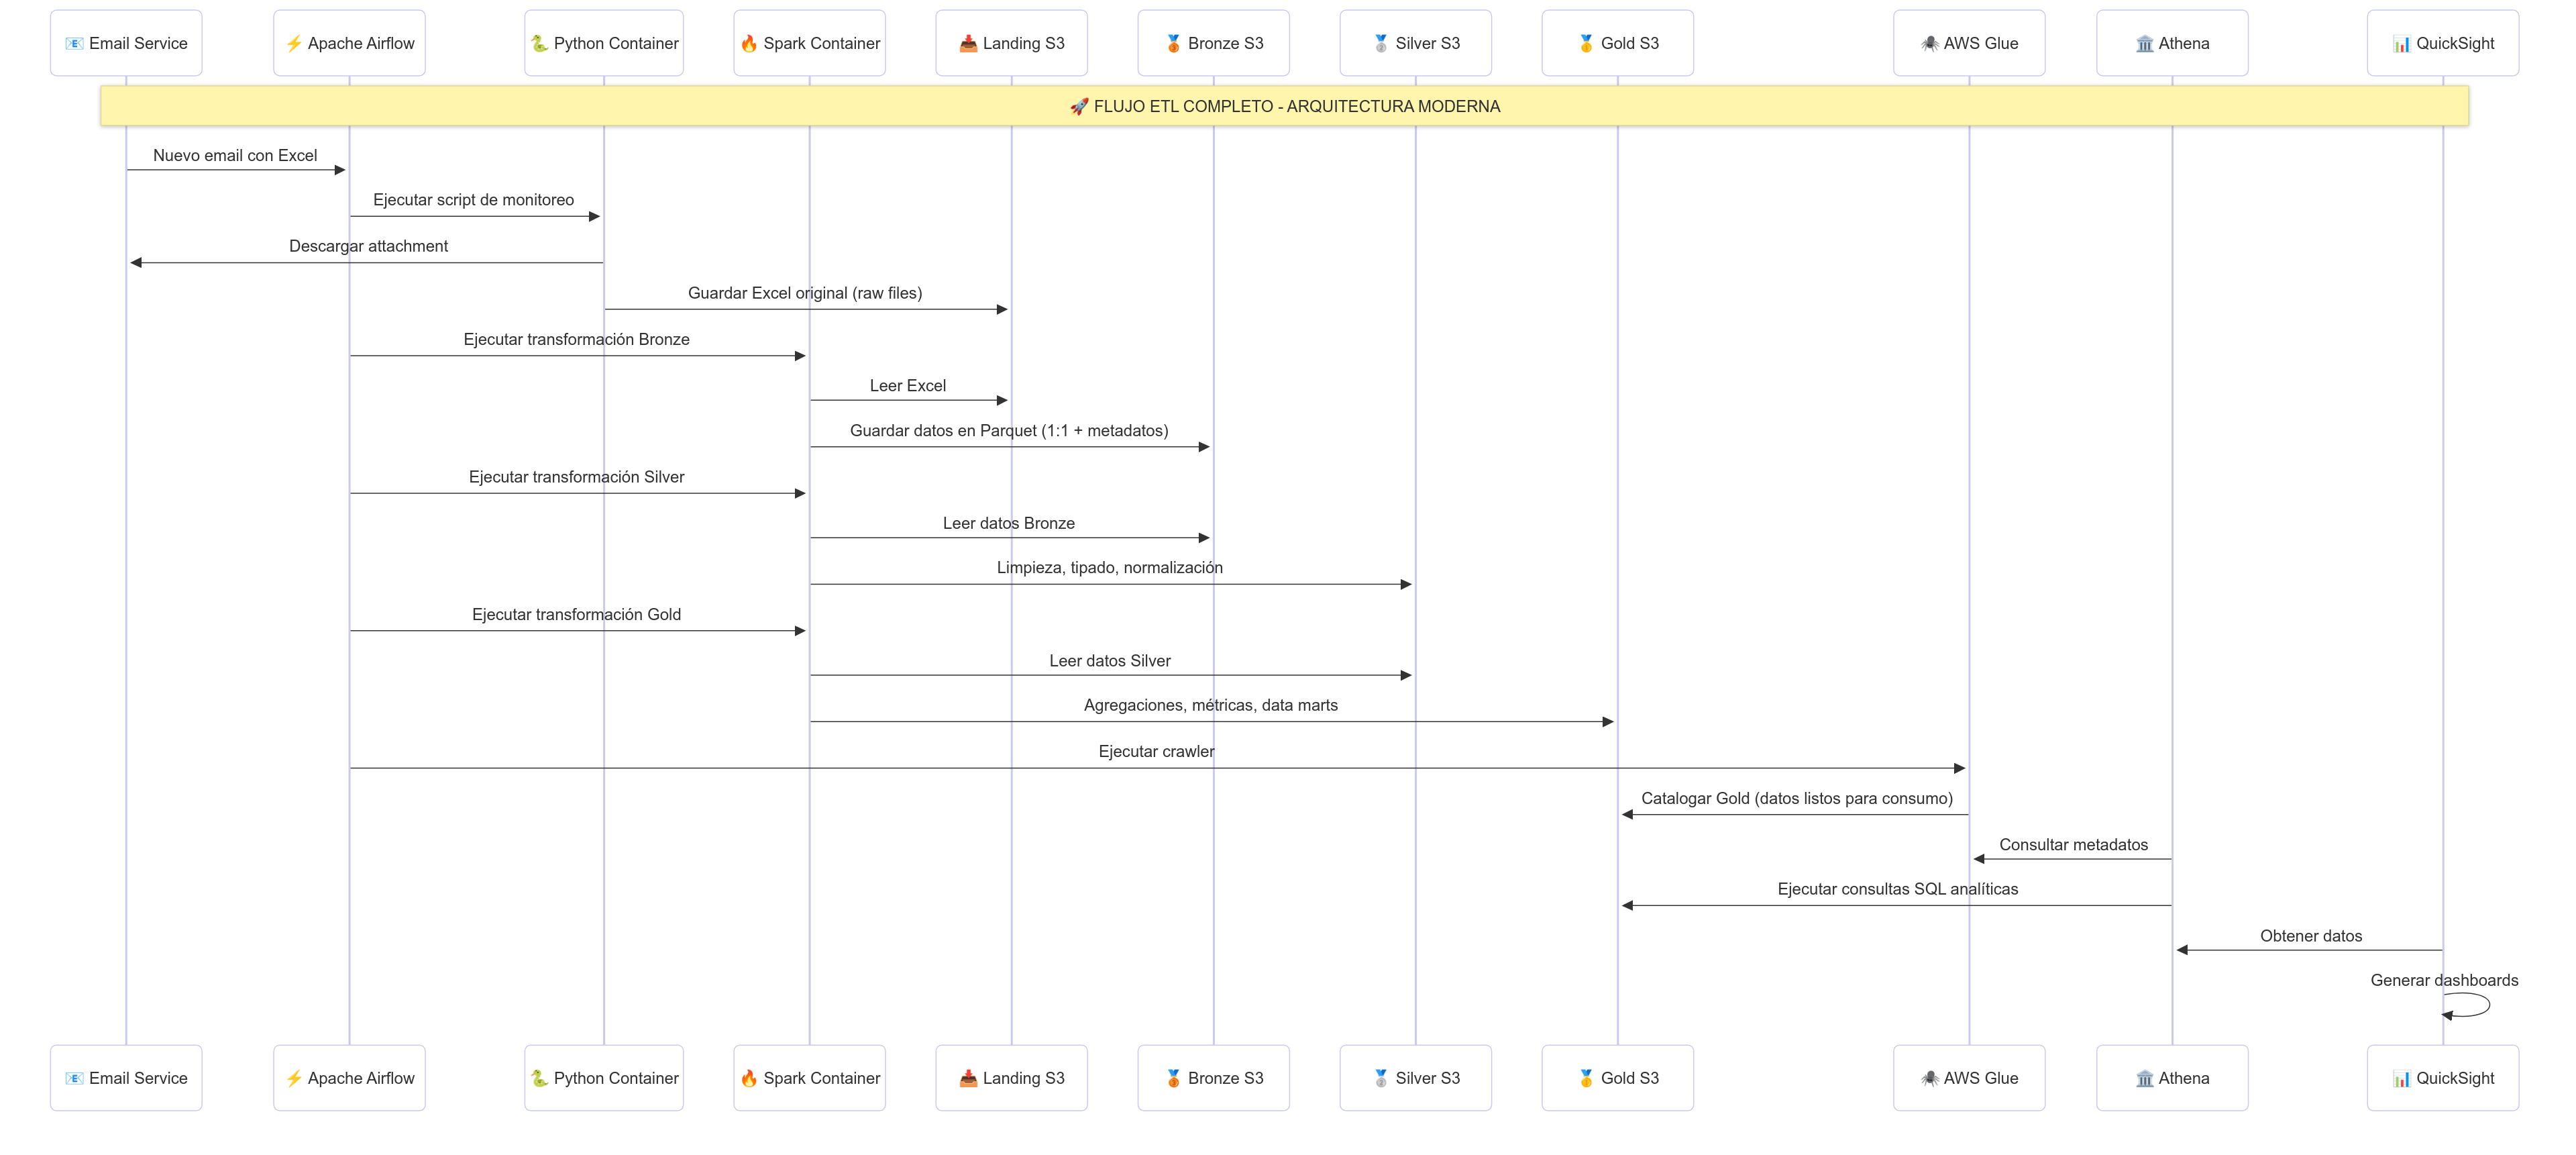 📧 Email Service
⚡ Apache Airflow
🐍 Python Container
🔥 Spark Container
📥 Landing S3
🥉 Bronze S3
🥈 Silver S3
🥇 Gold S3
🕷️ AWS Glue
🏛️ Athena
📊 QuickSight
🚀 FLUJO ETL COMPLETO - ARQUITECTURA MODERNA
Nuevo email con Excel
Ejecutar script de monitoreo
Descargar attachment
Guardar Excel original (raw files)
Ejecutar transformación Bronze
Leer Excel
Guardar datos en Parquet (1:1 + metadatos)
Ejecutar transformación Silver
Leer datos Bronze
Limpieza, tipado, normalización
Ejecutar transformación Gold
Leer datos Silver
Agregaciones, métricas, data marts
Ejecutar crawler
Catalogar Gold (datos listos para consumo)
Consultar metadatos
Ejecutar consultas SQL analíticas
Obtener datos
Generar dashboards
📧 Email Service
⚡ Apache Airflow
🐍 Python Container
🔥 Spark Container
📥 Landing S3
🥉 Bronze S3
🥈 Silver S3
🥇 Gold S3
🕷️ AWS Glue
🏛️ Athena
📊 QuickSight